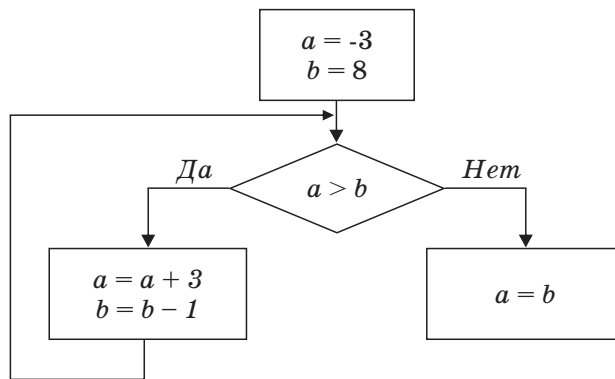 a = -3
b = 8
Да
a > b
Нет
a = a + 3
b = b – 1
a = b